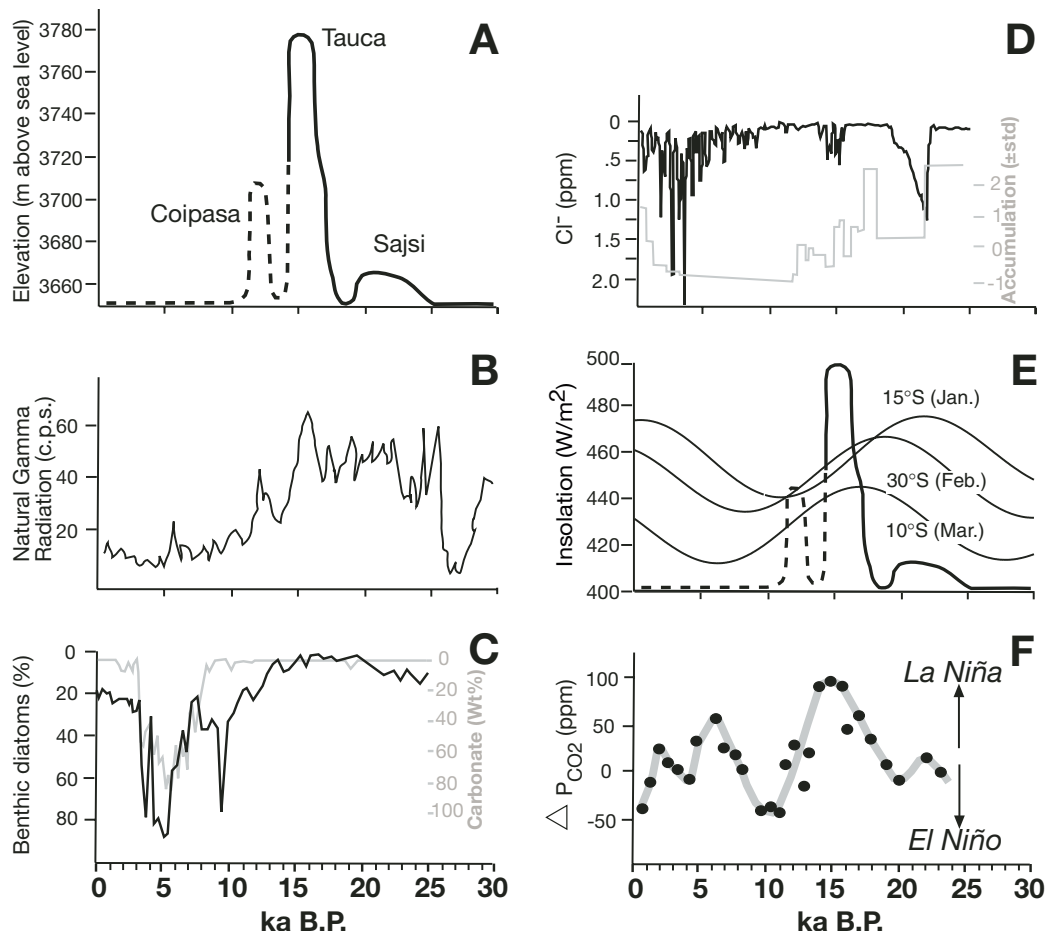 A
Elevation (m above sea level)
3780
3760
3740
3720
3700
3680
3660
Tauca
Coipasa
Sajsi
B
Natural Gamma
Radiation (c.p.s.)
60
40
20
C
Benthic diatoms (%)
0
20
40
60
80
0
-20
-40
-60
-80
-100
Carbonate (Wt%)
0 5 10 15 20 25 30
ka B.P.
D
Cl⁻ (ppm)
0
.5
1.0
1.5
2.0
2
1
0
-1
Accumulation (±std)
E
Insolation (W/m²)
500
480
460
440
420
400
15°S (Jan.)
30°S (Feb.)
10°S (Mar.)
F
△ PCO2 (ppm)
100
50
0
-50
La Niña
El Niño
0 5 10 15 20 25 30
ka B.P.